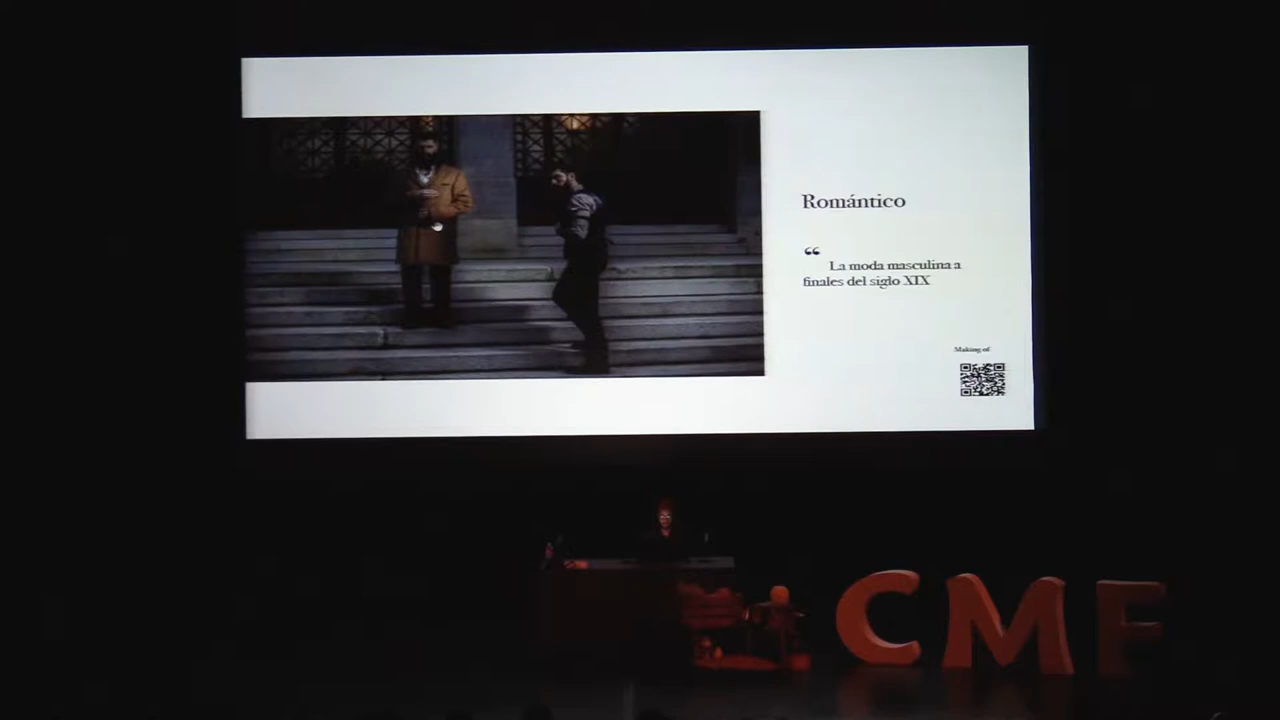 Romántico
“ La moda masculina a
finales del siglo XIX
Making of
CMF